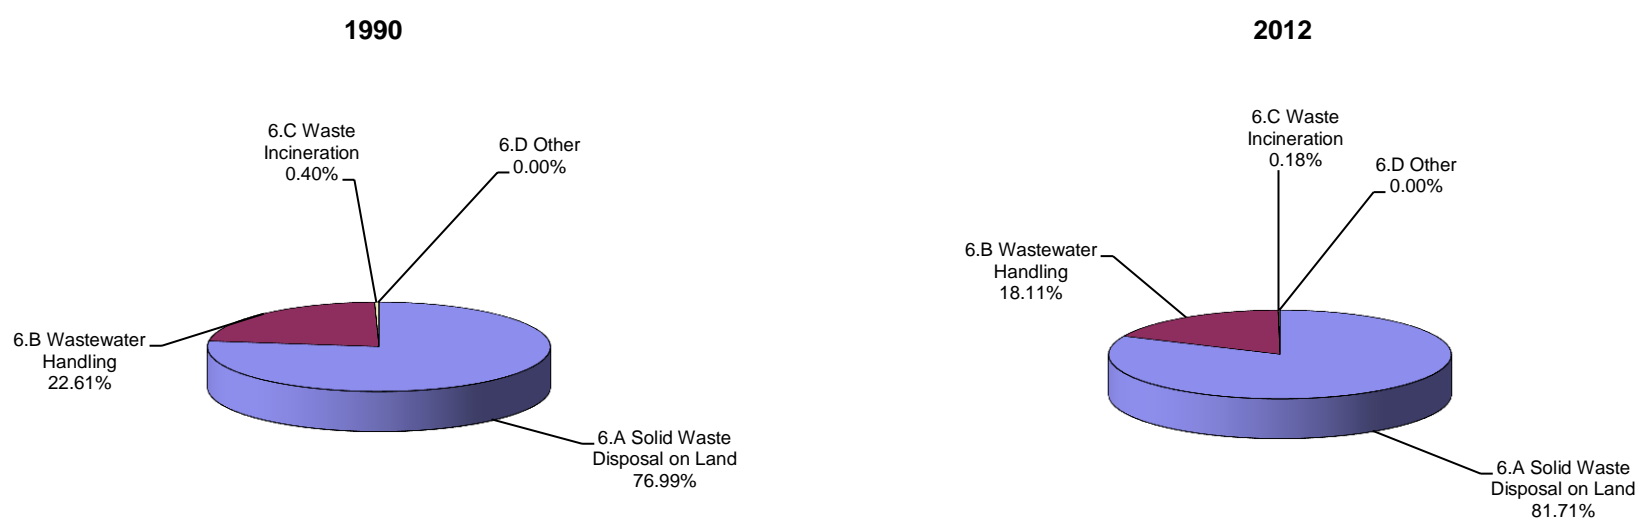 1990
6.C Waste
Incineration
0.40%
6.D Other
0.00%
6.B Wastewater
Handling
22.61%
6.A Solid Waste
Disposal on Land
76.99%
2012
6.C Waste
Incineration
0.18%
6.D Other
0.00%
6.B Wastewater
Handling
18.11%
6.A Solid Waste
Disposal on Land
81.71%